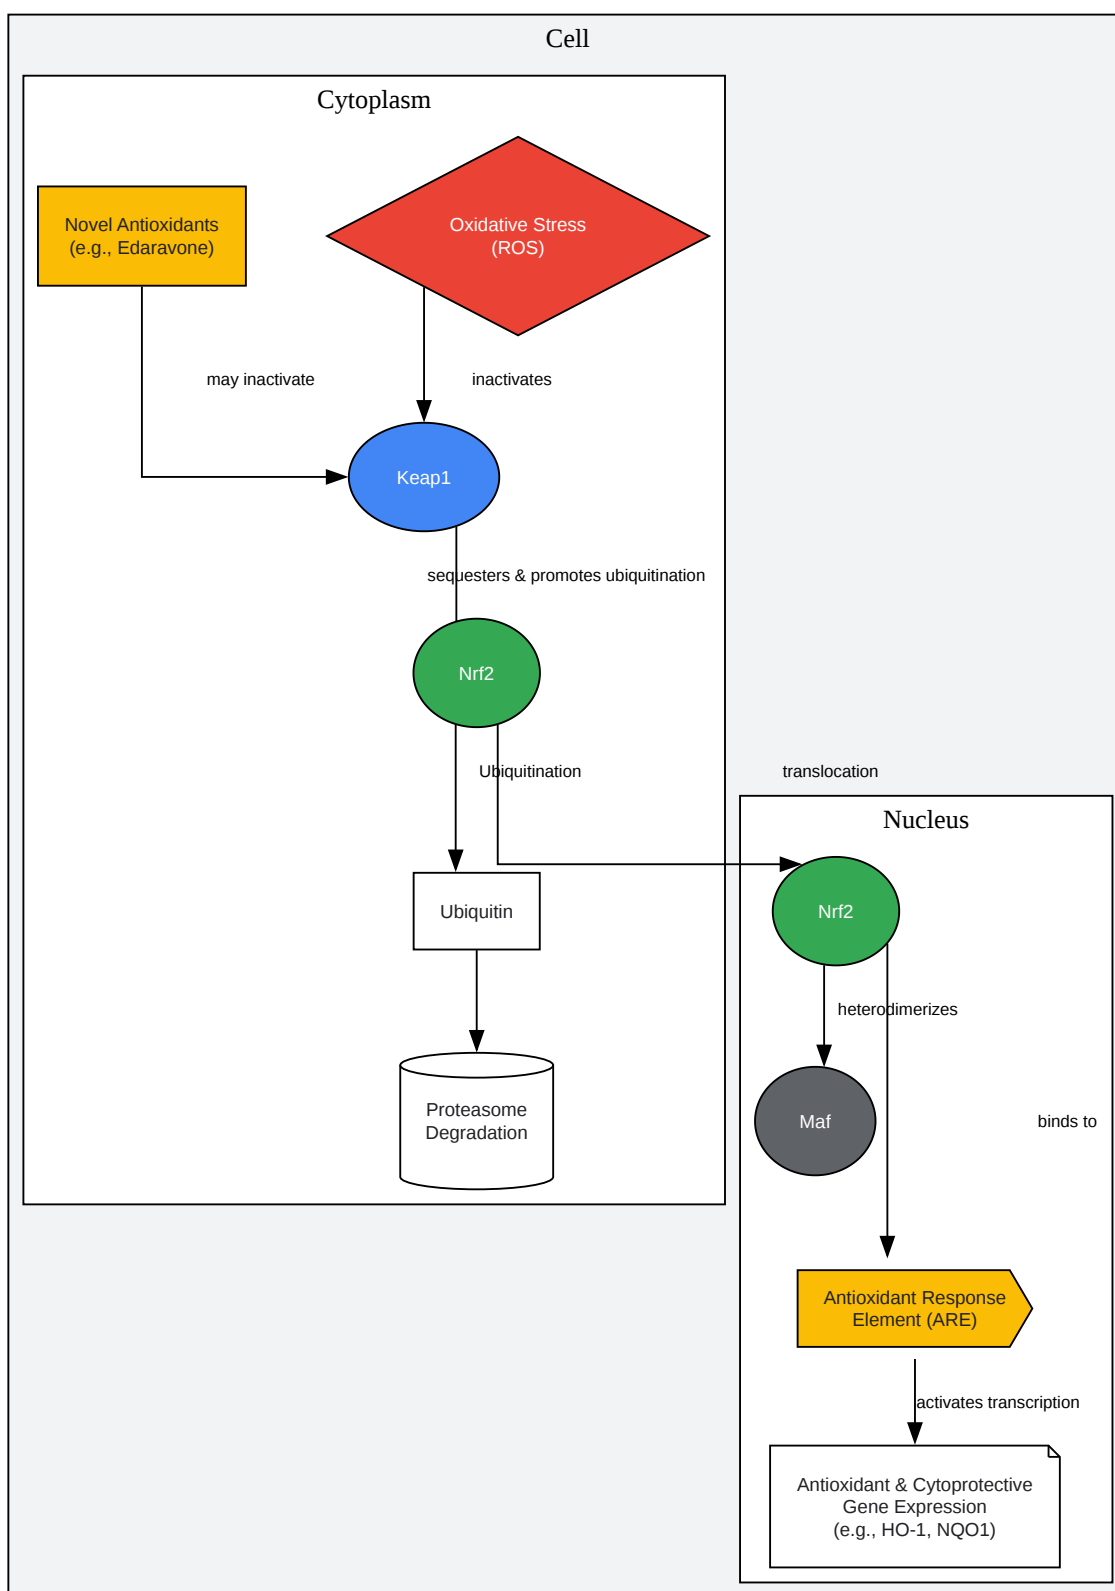 Cell
Cytoplasm
Novel Antioxidants
(e.g., Edaravone)
Oxidative Stress
(ROS)
may inactivate
inactivates
Keap1
sequesters & promotes ubiquitination
Nrf2
Ubiquitination
translocation
Nucleus
Ubiquitin
Nrf2
heterodimerizes
Proteasome
Degradation
Maf
binds to
Antioxidant Response
Element (ARE)
activates transcription
Antioxidant & Cytoprotective
Gene Expression
(e.g., HO-1, NQO1)